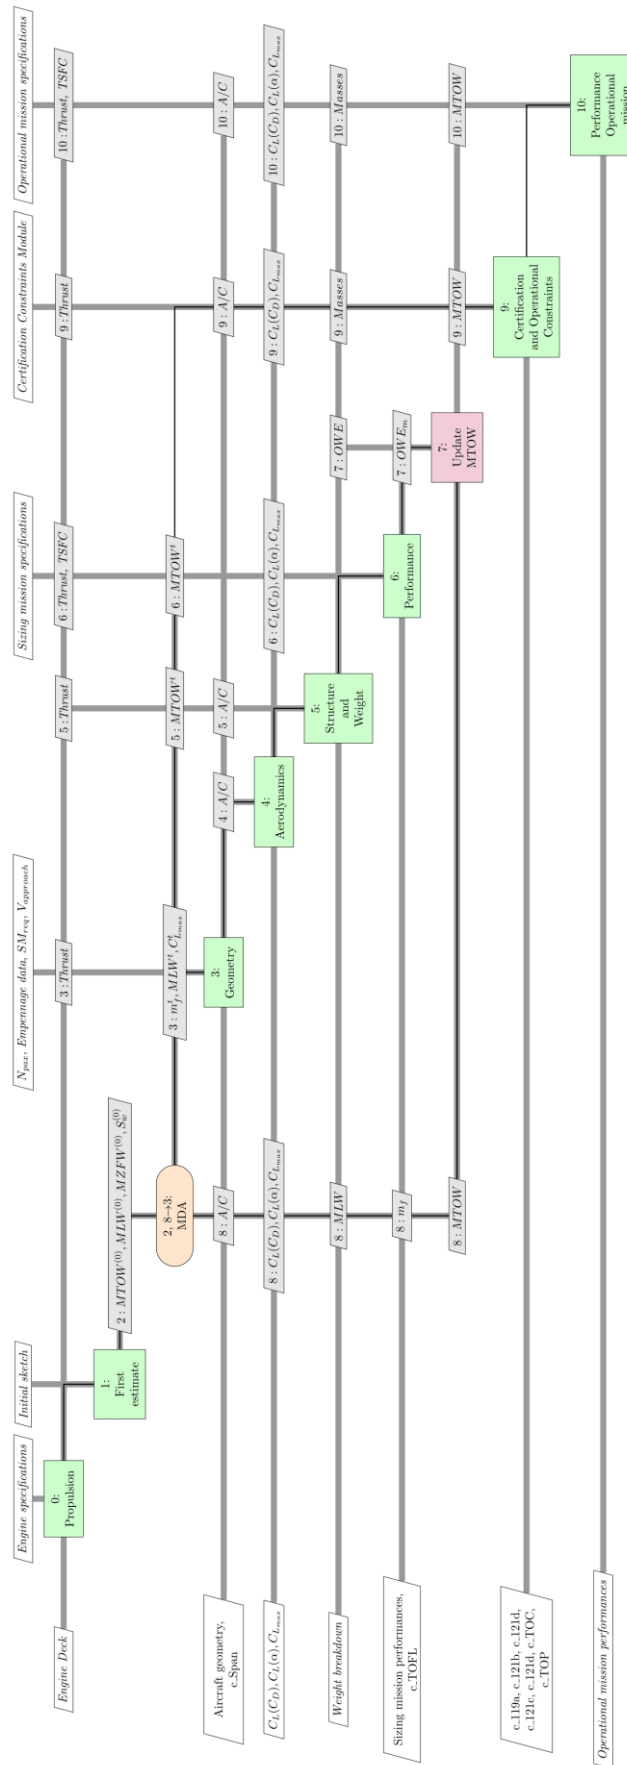 Engine specifications
Initial sketch
N_pax, Empennage data, SM_req, V_approach
Sizing mission specifications
Certification Constraints Module
Operational mission specifications
Engine Deck
0:
Propulsion
3 : Thrust
5 : Thrust
6 : Thrust, TSFC
9 : Thrust
10 : Thrust, TSFC
1:
First
estimate
2 : MTOW^(0), MLW^(0), MZFW^(0), S_w^(0)
2, 8→3:
MDA
3 : m_f^t, MLW^t, C_Lmax^t
5 : MTOW^t
6 : MTOW^t
Aircraft geometry,
c_Span
8 : A/C
3:
Geometry
4 : A/C
5 : A/C
9 : A/C
10 : A/C
C_L(C_D), C_L(α), C_Lmax
8 : C_L(C_D), C_L(α), C_Lmax
4:
Aerodynamics
6 : C_L(C_D), C_L(α), C_Lmax
9 : C_L(C_D), C_Lmax
10 : C_L(C_D), C_L(α), C_Lmax
Weight breakdown
8 : MLW
5:
Structure
and
Weight
7 : OWE
9 : Masses
10 : Masses
Sizing mission performances,
c_TOFL
8 : m_f
6:
Performance
7 : OWE_m
8 : MTOW
7:
Update
MTOW
9 : MTOW
10 : MTOW
c_119a, c_121b, c_121d,
c_121c, c_121d, c_TOC,
c_TOP
9:
Certification
and Operational
Constraints
Operational mission performances
10:
Performance
Operational
mission